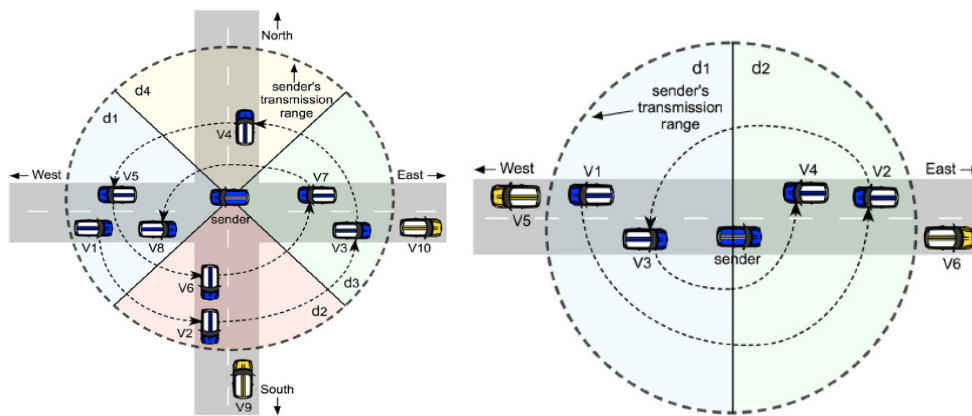 North
d4
sender's
transmission
range
d1
V4
West
V5
V7
East
sender
V1
V8
V3
V10
V6
d3
V2
d2
South
V9
d1
d2
sender's
transmission
range
West
V1
V4
V2
East
V5
V3
sender
V6